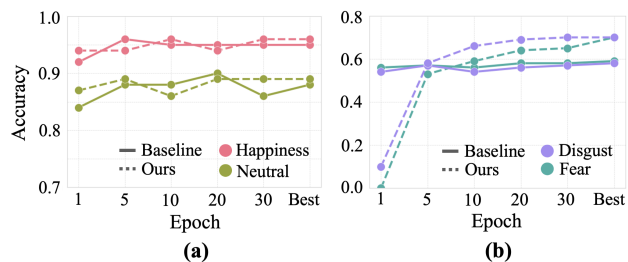 1.0
0.9
0.8
0.7
Accuracy
Baseline
Happiness
Ours
Neutral
1 5 10 20 30 Best
Epoch
(a)
0.8
0.6
0.4
0.2
0.0
Baseline
Disgust
Ours
Fear
1 5 10 20 30 Best
Epoch
(b)